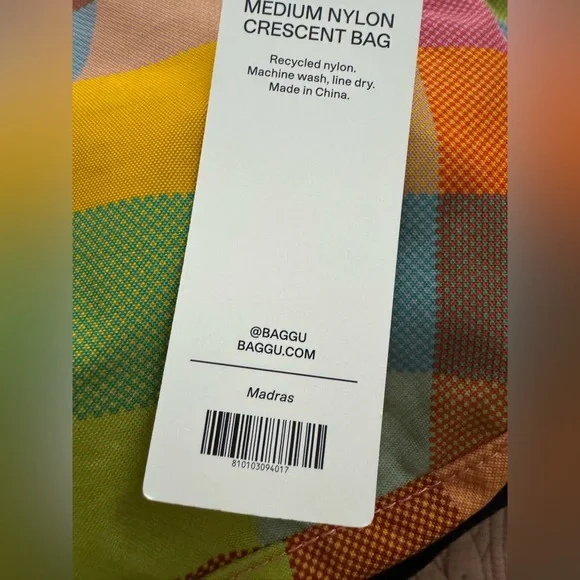 MEDIUM NYLON
CRESCENT BAG
Recycled nylon.
Machine wash, line dry.
Made in China.
@BAGGU
BAGGU.COM
Madras
810103094017